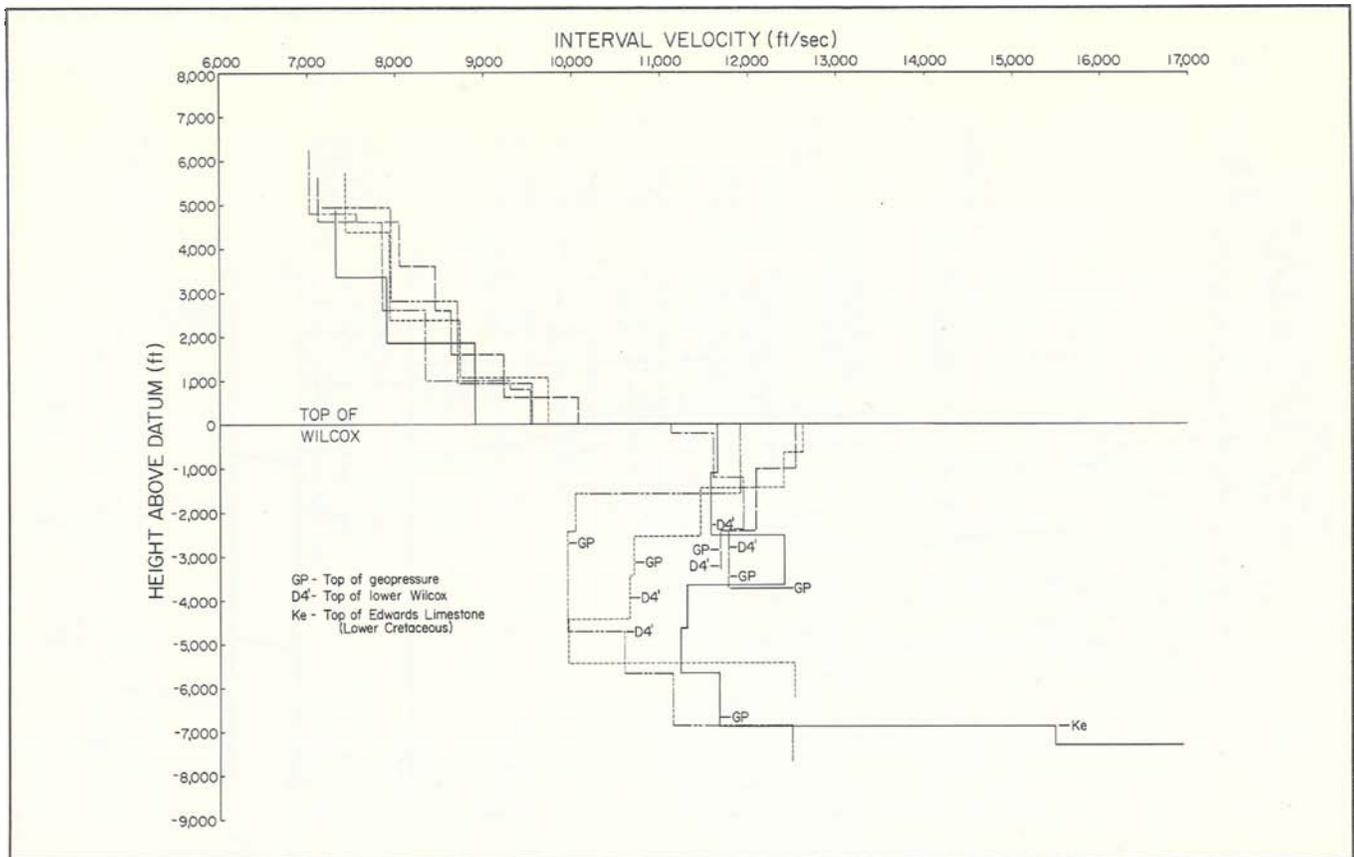 INTERVAL VELOCITY (ft/sec)
6,000 7,000 8,000 9,000 10,000 11,000 12,000 13,000 14,000 15,000 16,000 17,000
8,000
7,000
6,000
5,000
4,000
3,000
2,000
1,000
0
-1,000
-2,000
-3,000
-4,000
-5,000
-6,000
-7,000
-8,000
-9,000
HEIGHT ABOVE DATUM (ft)
TOP OF
WILCOX
D4'
GP
GP
D4'
GP
D4'
GP
GP
D4'
D4'
GP
Ke
GP - Top of geopressure
D4' - Top of lower Wilcox
Ke - Top of Edwards Limestone
(Lower Cretaceous)